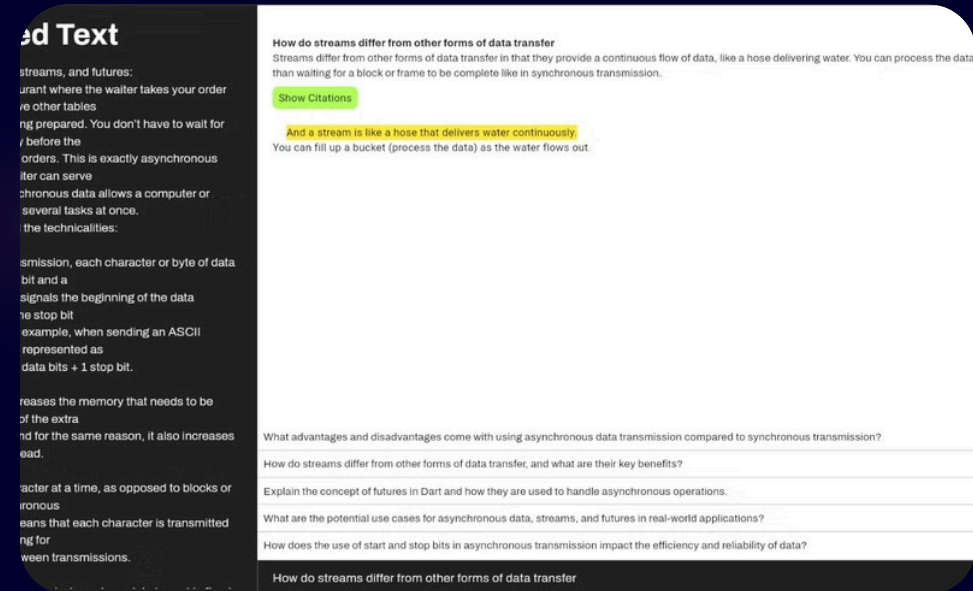 ed Text
streams, and futures:
urant where the waiter takes your order
ve other tables
ng prepared. You don't have to wait for
y before the
orders. This is exactly asynchronous
iter can serve
chronous data allows a computer or
several tasks at once.
the technicalities:
smission, each character or byte of data
bit and a
signals the beginning of the data
he stop bit
example, when sending an ASCII
represented as
data bits + 1 stop bit.
reases the memory that needs to be
of the extra
nd for the same reason, it also increases
ead.
racter at a time, as opposed to blocks or
ronous
eans that each character is transmitted
ng for
ween transmissions.
How do streams differ from other forms of data transfer
Streams differ from other forms of data transfer in that they provide a continuous flow of data, like a hose delivering water. You can process the data
than waiting for a block or frame to be complete like in synchronous transmission.
Show Citations
And a stream is like a hose that delivers water continuously.
You can fill up a bucket (process the data) as the water flows out.
What advantages and disadvantages come with using asynchronous data transmission compared to synchronous transmission?
How do streams differ from other forms of data transfer, and what are their key benefits?
Explain the concept of futures in Dart and how they are used to handle asynchronous operations.
What are the potential use cases for asynchronous data, streams, and futures in real-world applications?
How does the use of start and stop bits in asynchronous transmission impact the efficiency and reliability of data?
How do streams differ from other forms of data transfer